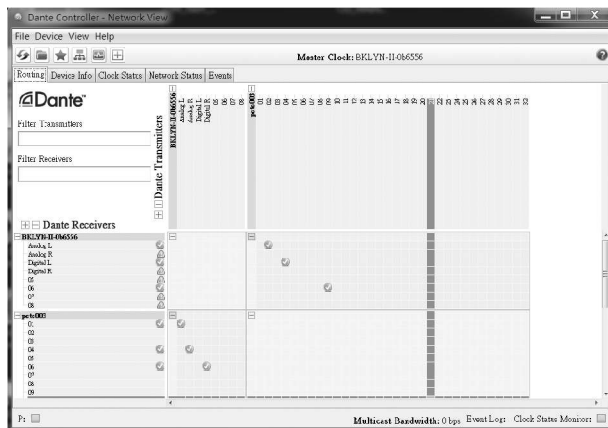 Dante Controller - Network View
File Device View Help
Master Clock: BKLYN-II-0b6556
Routing Device Info Clock Status Network Status Events
Dante™
Filter Transmitters
Filter Receivers
Dante Transmitters
BKLYN-II-0b6556
Analog L
Analog R
Digital L
Digital R
05
06
07
08
pctc003
01
02
03
04
05
06
07
08
09
10
11
12
13
14
15
16
17
18
19
20
22
23
24
25
26
27
28
29
30
31
32
Dante Receivers
BKLYN-II-0b6556
Analog L
Analog R
Digital L
Digital R
05
06
07
08
pctc003
01
02
03
04
05
06
07
08
09
P:
Multicast Bandwidth: 0 bps Event Log: Clock Status Monitor: